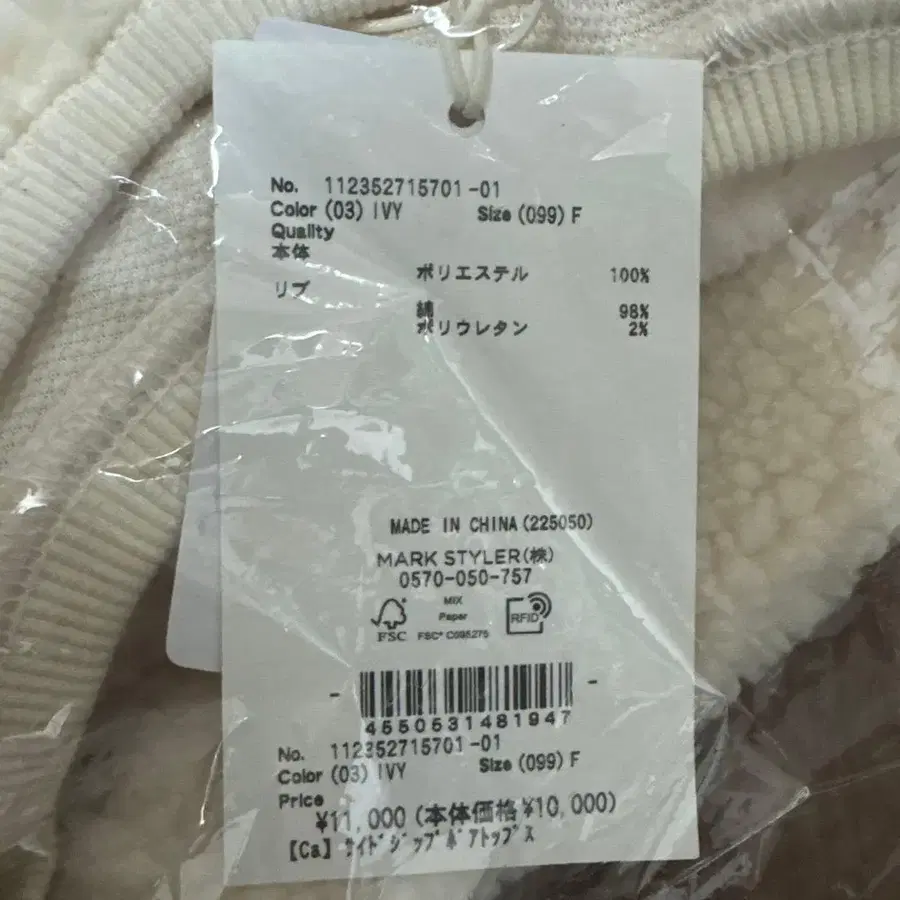 No. 112352715701-01
Color (03) IVY Size (099) F
Quality
本体
ポリエステル 100%
リブ
綿 98%
ポリウレタン 2%
MADE IN CHINA (225050)
MARK STYLER(株)
0570-050-757
FSC
MIX
Paper
FSC® C095275
RFID
4550531481947
No. 112352715701-01
Color (03) IVY Size (099) F
Price
¥11,000 (本体価格¥10,000)
【Ca】サイドジップボアトップス